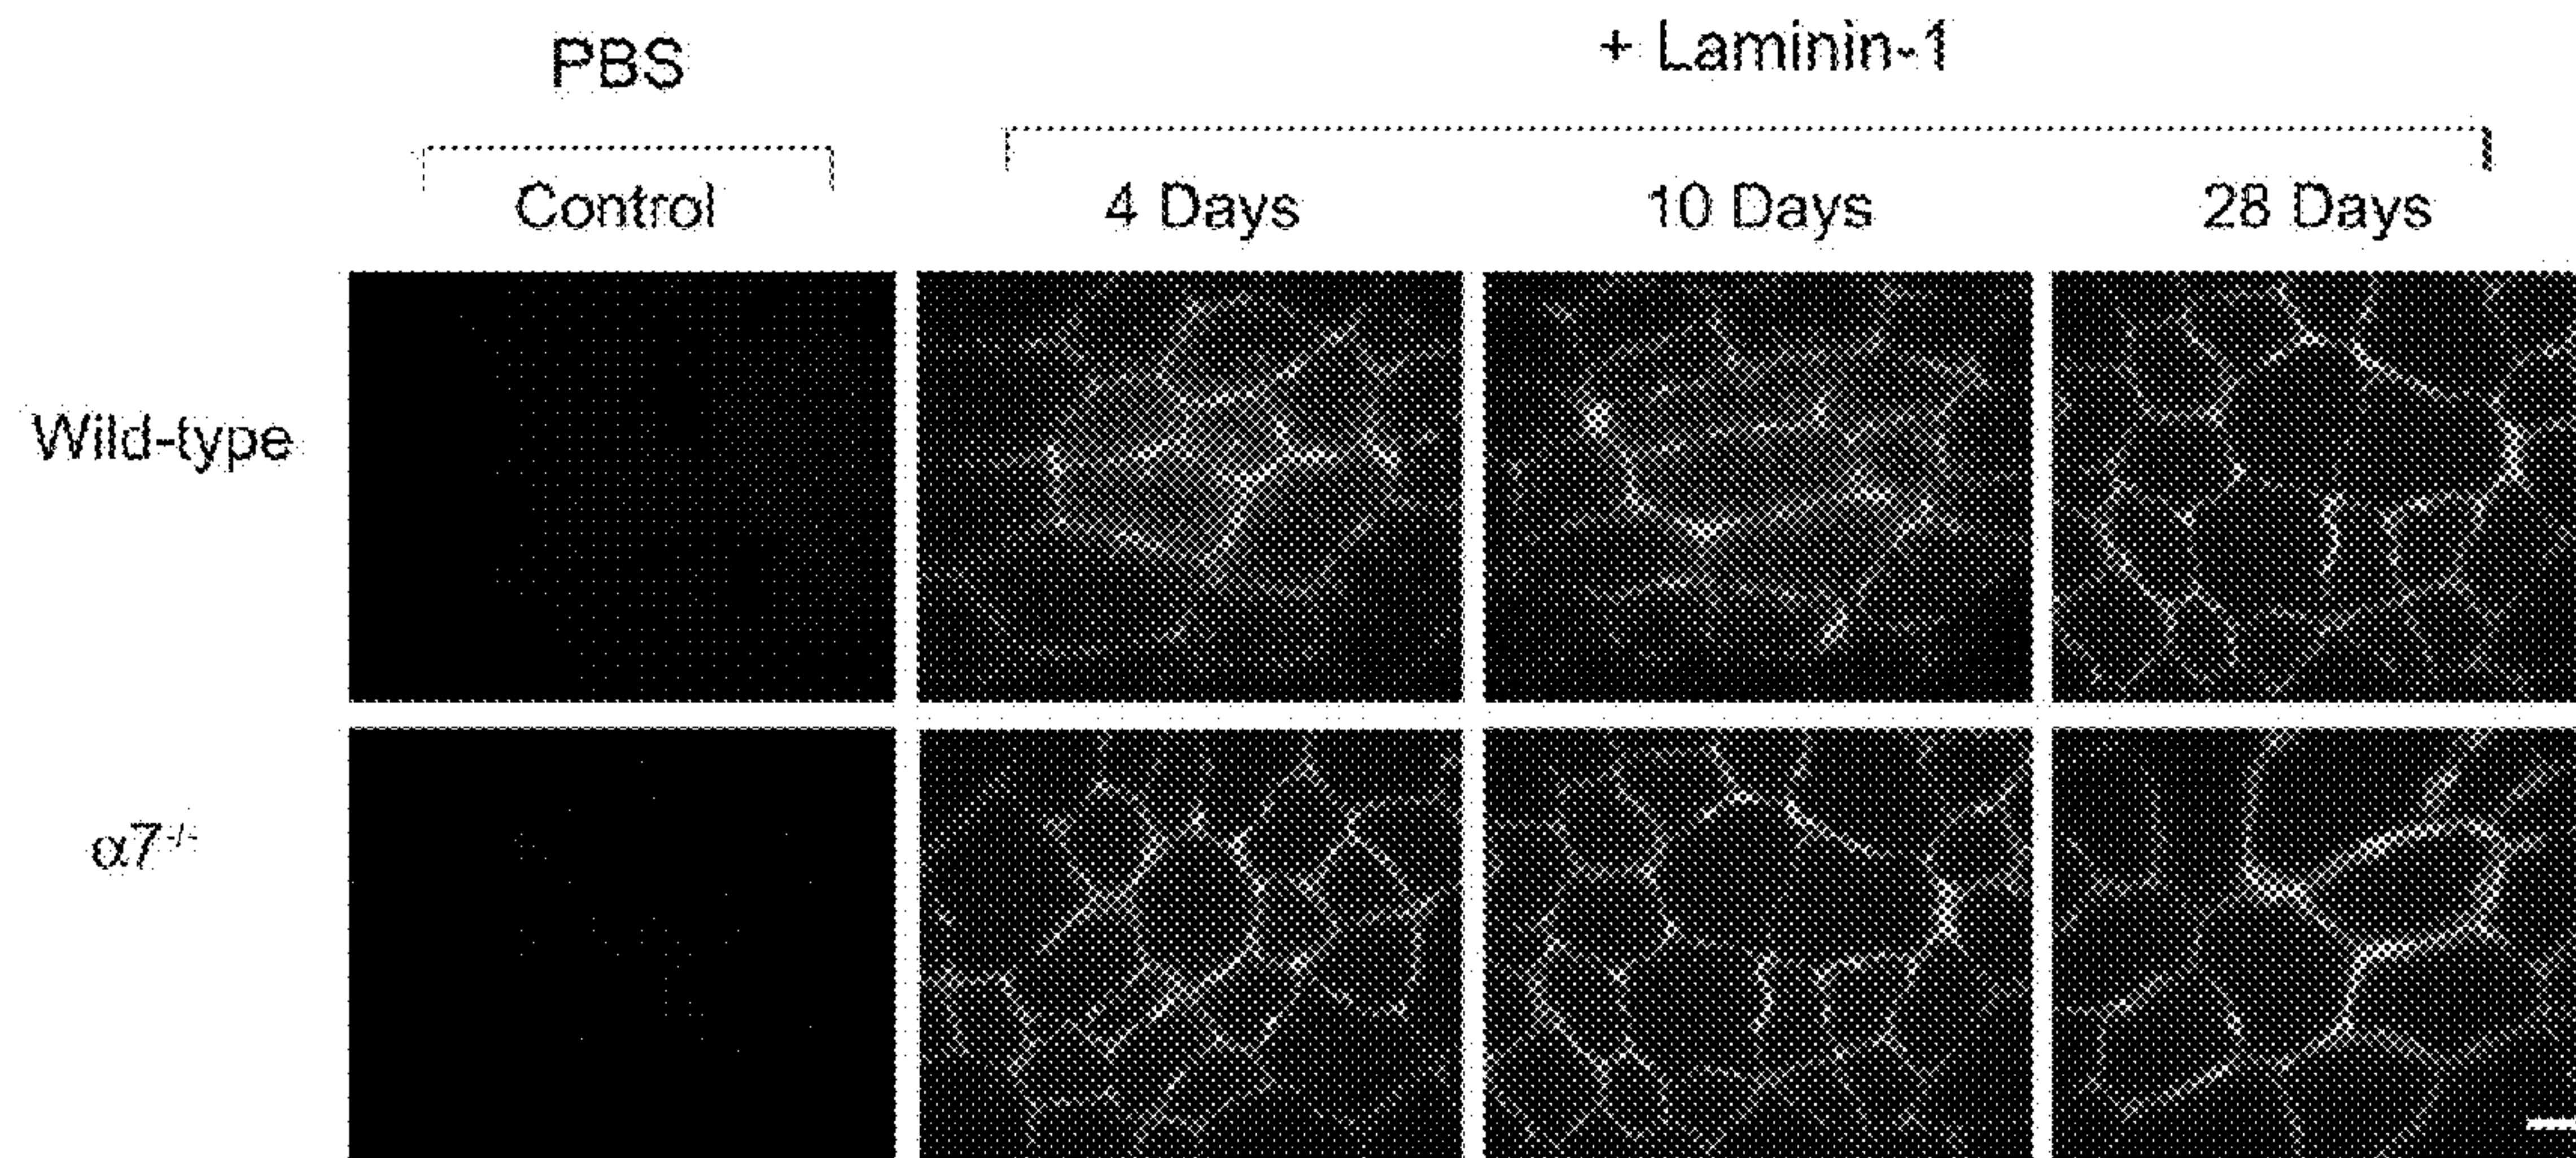 PBS
+ Laminin-1
Control
4 Days
10 Days
28 Days
Wild-type
α7-/-